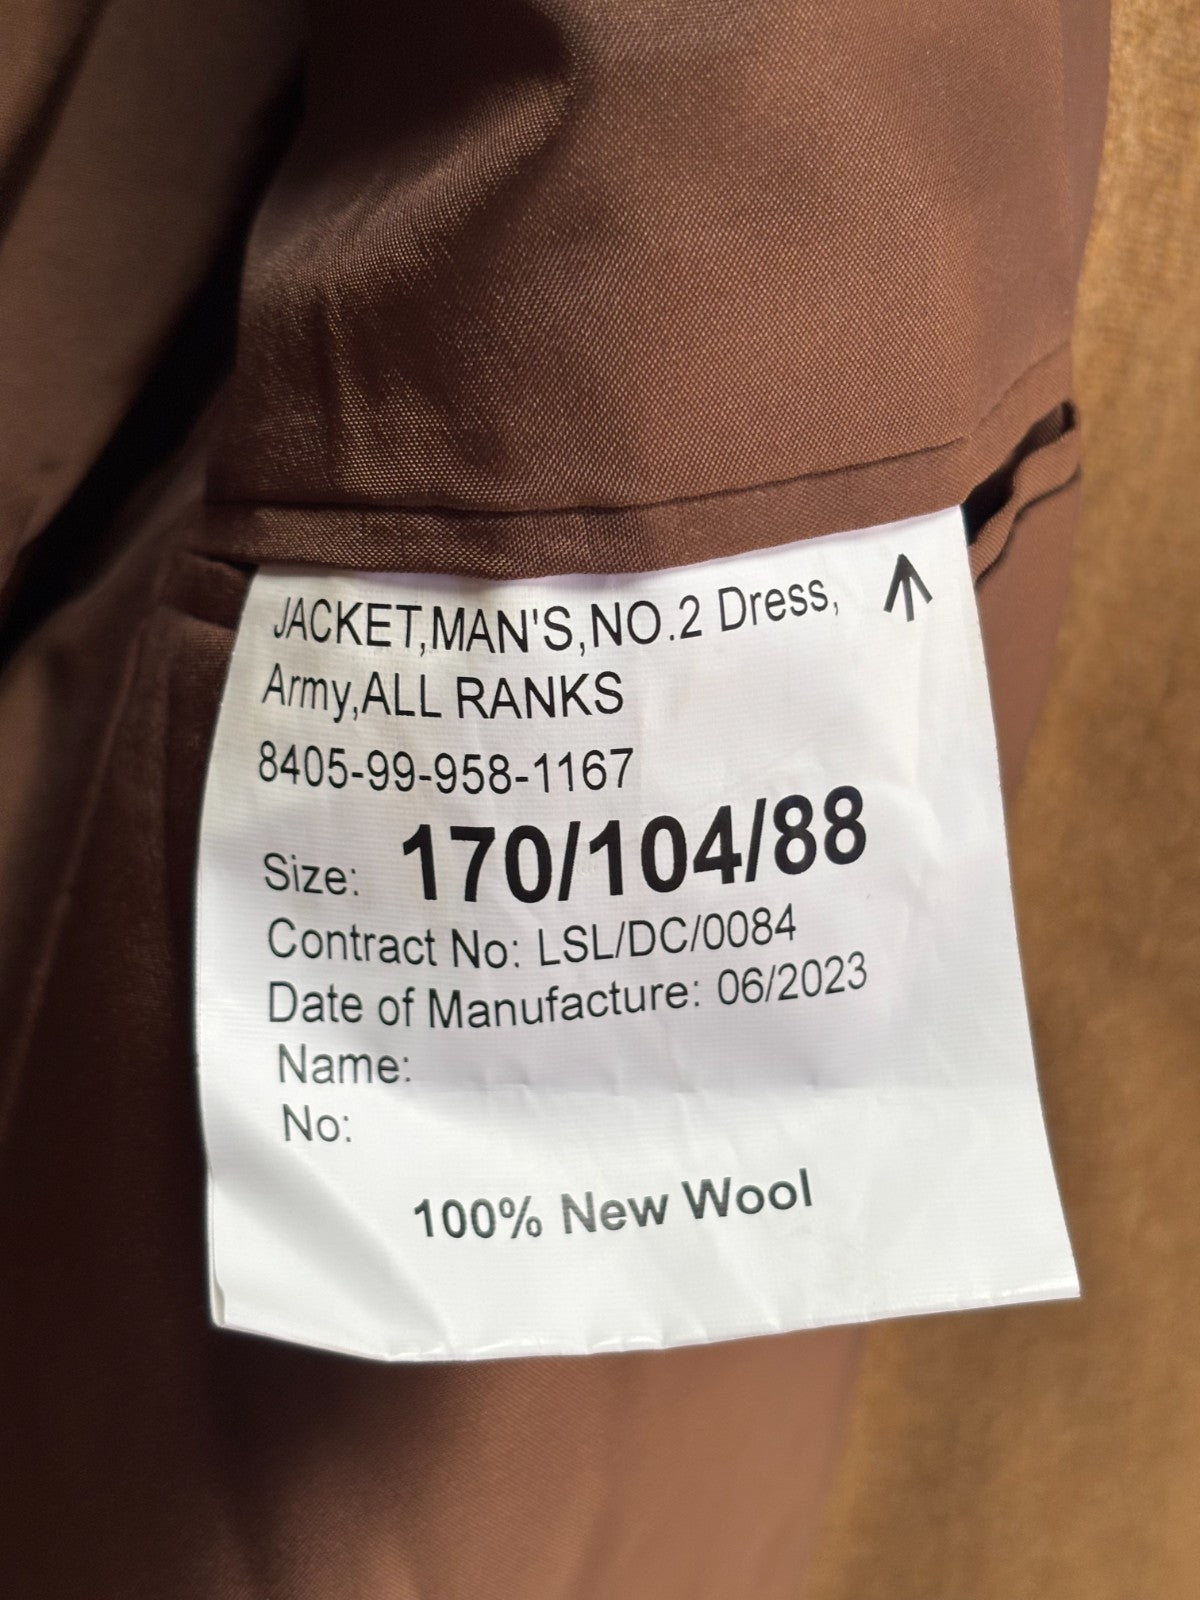 JACKET,MAN'S,NO.2 Dress,
Army,ALL RANKS
8405-99-958-1167
Size: 170/104/88
Contract No: LSL/DC/0084
Date of Manufacture: 06/2023
Name:
No:
100% New Wool